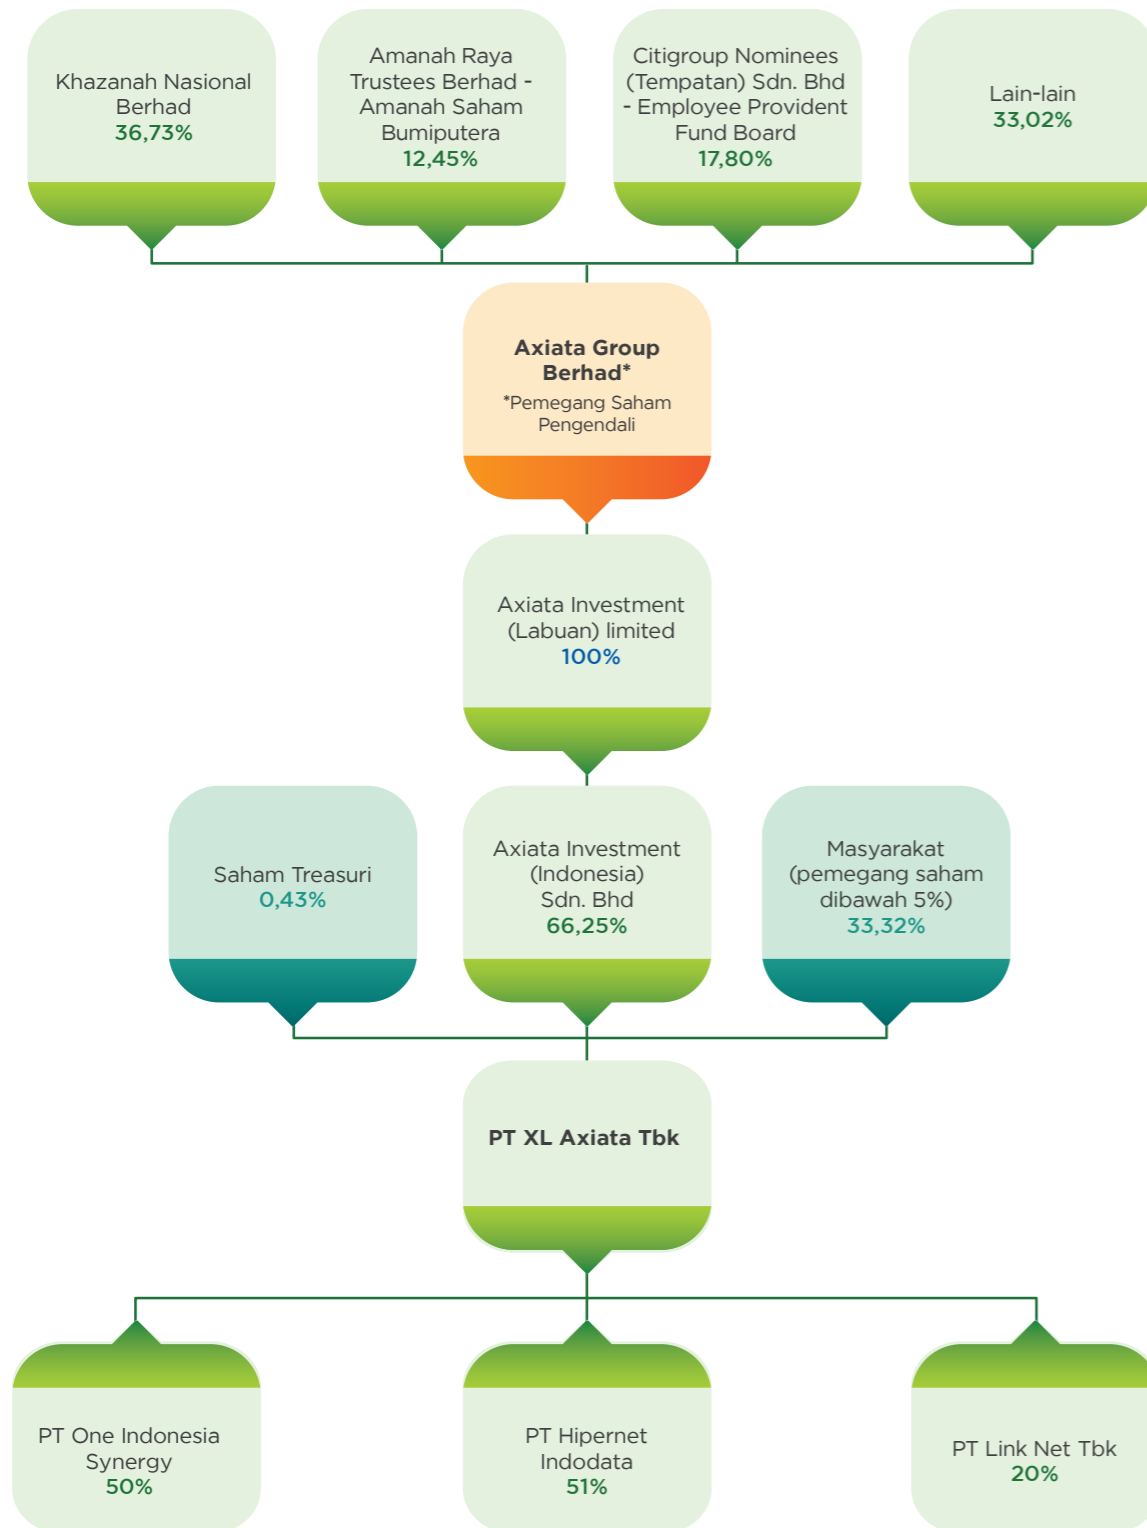 Khazanah Nasional
Berhad
36,73%
Amanah Raya
Trustees Berhad -
Amanah Saham
Bumiputera
12,45%
Citigroup Nominees
(Tempatan) Sdn. Bhd
- Employee Provident
Fund Board
17,80%
Lain-lain
33,02%
Axiata Group
Berhad*
*Pemegang Saham
Pengendali
Axiata Investment
(Labuan) limited
100%
Saham Treasuri
0,43%
Axiata Investment
(Indonesia)
Sdn. Bhd
66,25%
Masyarakat
(pemegang saham
dibawah 5%)
33,32%
PT XL Axiata Tbk
PT One Indonesia
Synergy
50%
PT Hipernet
Indodata
51%
PT Link Net Tbk
20%